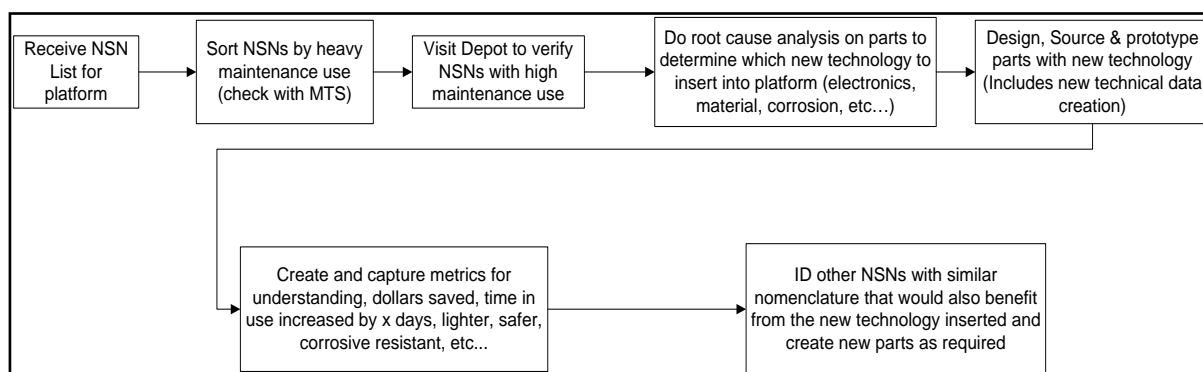 Receive NSN
List for
platform
Sort NSNs by heavy
maintenance use
(check with MTS)
Visit Depot to verify
NSNs with high
maintenance use
Do root cause analysis on parts to
determine which new technology to
insert into platform (electronics,
material, corrosion, etc…)
Design, Source & prototype
parts with new technology
(Includes new technical data
creation)
Create and capture metrics for
understanding, dollars saved, time in
use increased by x days, lighter, safer,
corrosive resistant, etc...
ID other NSNs with similar
nomenclature that would also benefit
from the new technology inserted and
create new parts as required